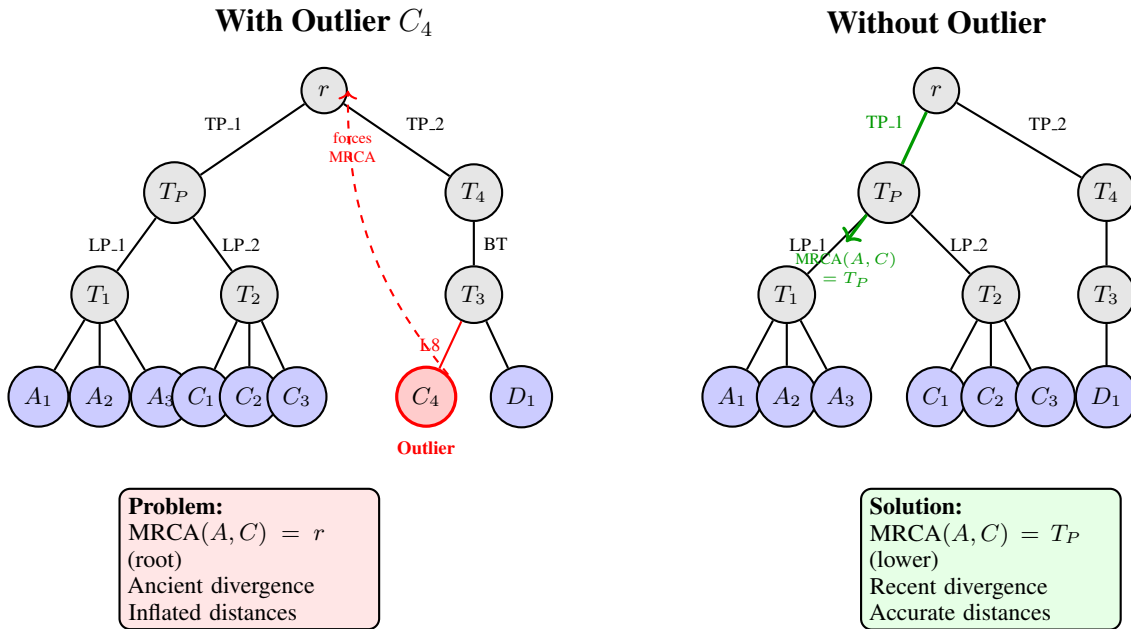 With Outlier C4
Without Outlier
r
r
TP_1
TP_2
TP_1
TP_2
forces
MRCA
TP
T4
TP
T4
LP_1
LP_2
BT
LP_1
LP_2
MRCA(A, C)
= TP
T1
T2
T3
T1
T2
T3
L8
A1
A2
A3
C1
C2
C3
C4
D1
A1
A2
A3
C1
C2
C3
D1
Outlier
Problem:
MRCA(A, C) = r
(root)
Ancient divergence
Inflated distances
Solution:
MRCA(A, C) = TP
(lower)
Recent divergence
Accurate distances